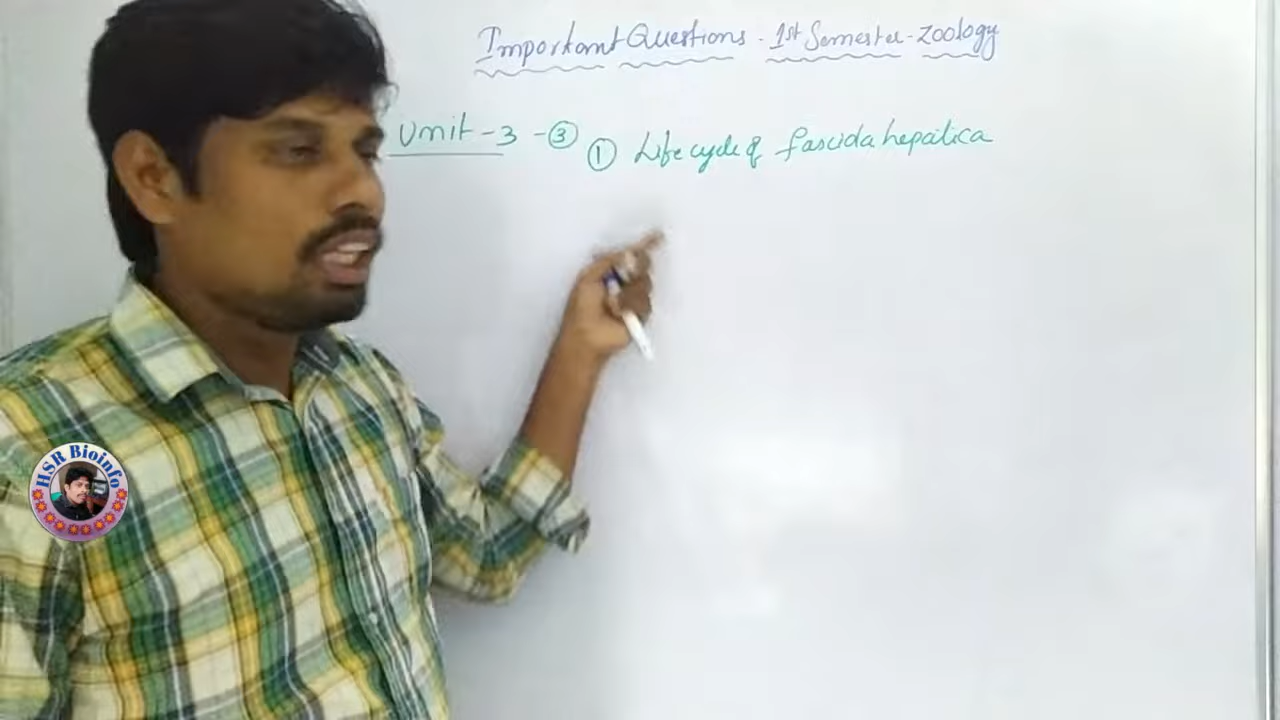 Important Questions - 1st Semester - Zoology
Unit - 3 - ③
① Life cycle of fasciola hepatica
HSR Bioinfo